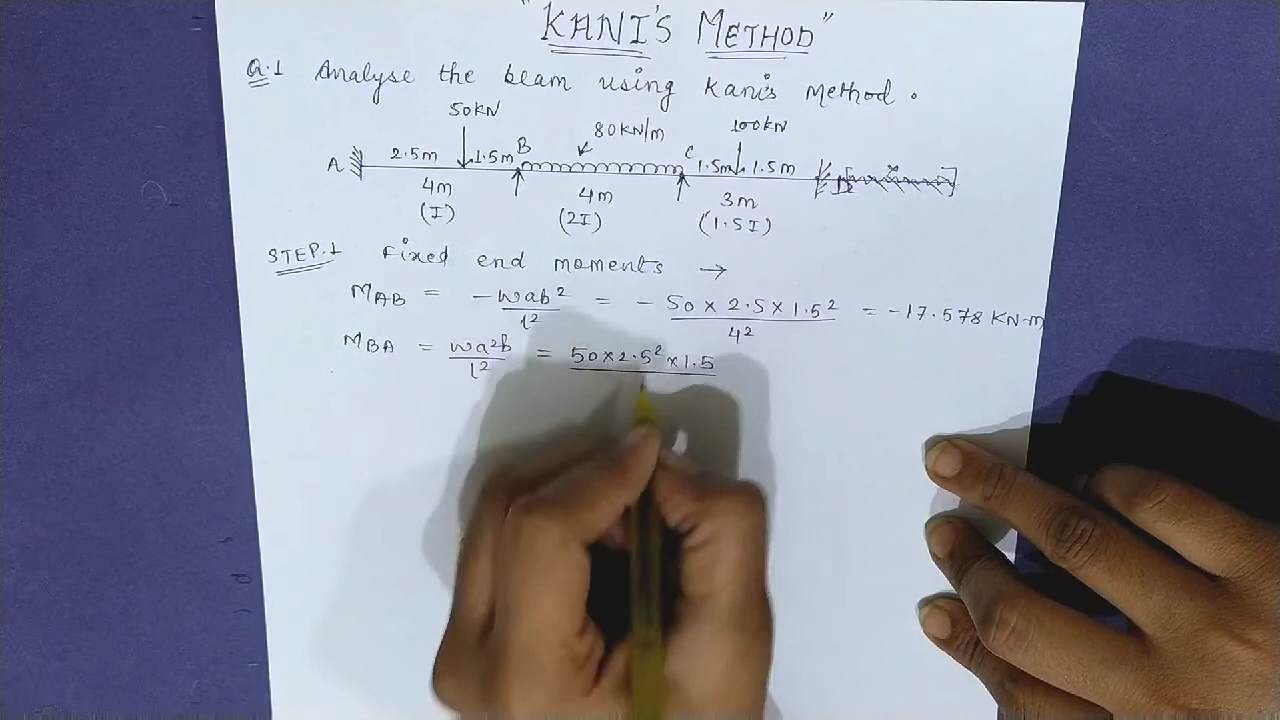 "KANI'S METHOD"
Q.1 Analyse the beam using Kani's Method.
50KN
80KN/m
100KN
A 2.5m 1.5m B C 1.5m 1.5m D
4m 4m 3m
(I) (2I) (1.5I)
STEP.1 Fixed end moments →
MAB = -wab²/l² = - 50 × 2.5 × 1.5²/4² = -17.578 KN-m
MBA = wa²b/l² = 50×2.5²×1.5